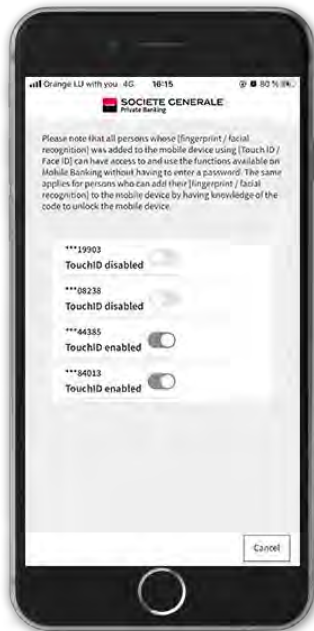 Orange LU with you 4G 16:15 80 %
SOCIETE GENERALE
Private Banking
Please note that all persons whose [fingerprint / facial
recognition] was added to the mobile device using [Touch ID /
Face ID] can have access to and use the functions available on
Mobile Banking without having to enter a password. The same
applies for persons who can add their [fingerprint / facial
recognition] to the mobile device by having knowledge of the
code to unlock the mobile device.
***19903
TouchID disabled
***08238
TouchID disabled
***44385
TouchID enabled
***84013
TouchID enabled
Cancel